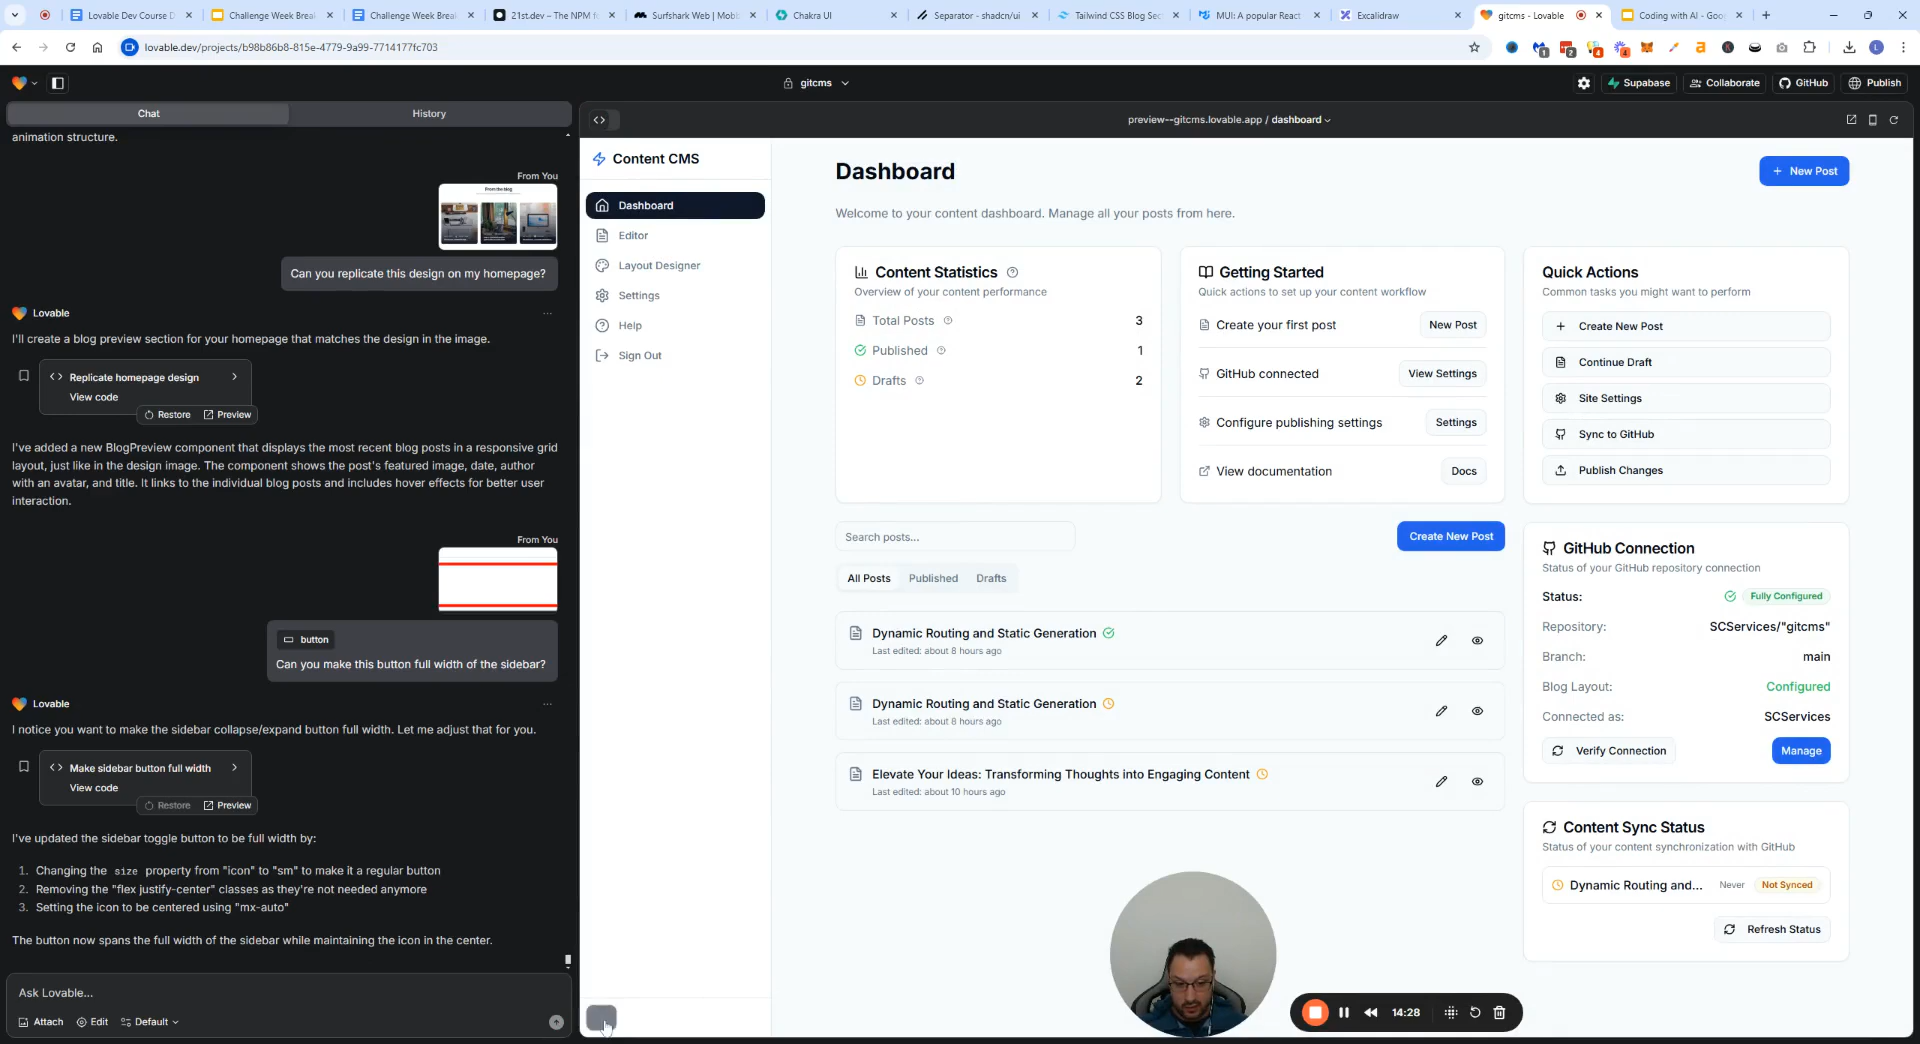 Lovable Dev Course D
Challenge Week Brea
Challenge Week Brea
21st.dev – The NPM f
Surfshark Web | Mobi
Chakra UI
Separator - shadcn/ui
Tailwind CSS Blog Sec
MUI: A popular React
Excalidraw
gitcms - Lovable
Coding with AI - Goo
lovable.dev/projects/b98b86b8-815e-4779-9a99-7714177fc703
gitcms
Supabase
Collaborate
GitHub
Publish
Chat
History
preview--gitcms.lovable.app / dashboard
animation structure.
From You
From the blog
Can you replicate this design on my homepage?
Lovable
I'll create a blog preview section for your homepage that matches the design in the image.
Replicate homepage design
View code
Restore
Preview
I've added a new BlogPreview component that displays the most recent blog posts in a responsive grid
layout, just like in the design image. The component shows the post's featured image, date, author
with an avatar, and title. It links to the individual blog posts and includes hover effects for better user
interaction.
From You
button
Can you make this button full width of the sidebar?
Lovable
I notice you want to make the sidebar collapse/expand button full width. Let me adjust that for you.
Make sidebar button full width
View code
Restore
Preview
I've updated the sidebar toggle button to be full width by:
1. Changing the size property from "icon" to "sm" to make it a regular button
2. Removing the "flex justify-center" classes as they're not needed anymore
3. Setting the icon to be centered using "mx-auto"
The button now spans the full width of the sidebar while maintaining the icon in the center.
Ask Lovable...
Attach
Edit
Default
Content CMS
Dashboard
Editor
Layout Designer
Settings
Help
Sign Out
Dashboard
New Post
Welcome to your content dashboard. Manage all your posts from here.
Content Statistics
Overview of your content performance
Total Posts 3
Published 1
Drafts 2
Getting Started
Quick actions to set up your content workflow
Create your first post
New Post
GitHub connected
View Settings
Configure publishing settings
Settings
View documentation
Docs
Quick Actions
Common tasks you might want to perform
Create New Post
Continue Draft
Site Settings
Sync to GitHub
Publish Changes
Search posts...
Create New Post
All Posts
Published
Drafts
Dynamic Routing and Static Generation
Last edited: about 8 hours ago
Dynamic Routing and Static Generation
Last edited: about 8 hours ago
Elevate Your Ideas: Transforming Thoughts into Engaging Content
Last edited: about 10 hours ago
GitHub Connection
Status of your GitHub repository connection
Status: Fully Configured
Repository: SCServices/"gitcms"
Branch: main
Blog Layout: Configured
Connected as: SCServices
Verify Connection
Manage
Content Sync Status
Status of your content synchronization with GitHub
Dynamic Routing and... Never Not Synced
Refresh Status
14:28